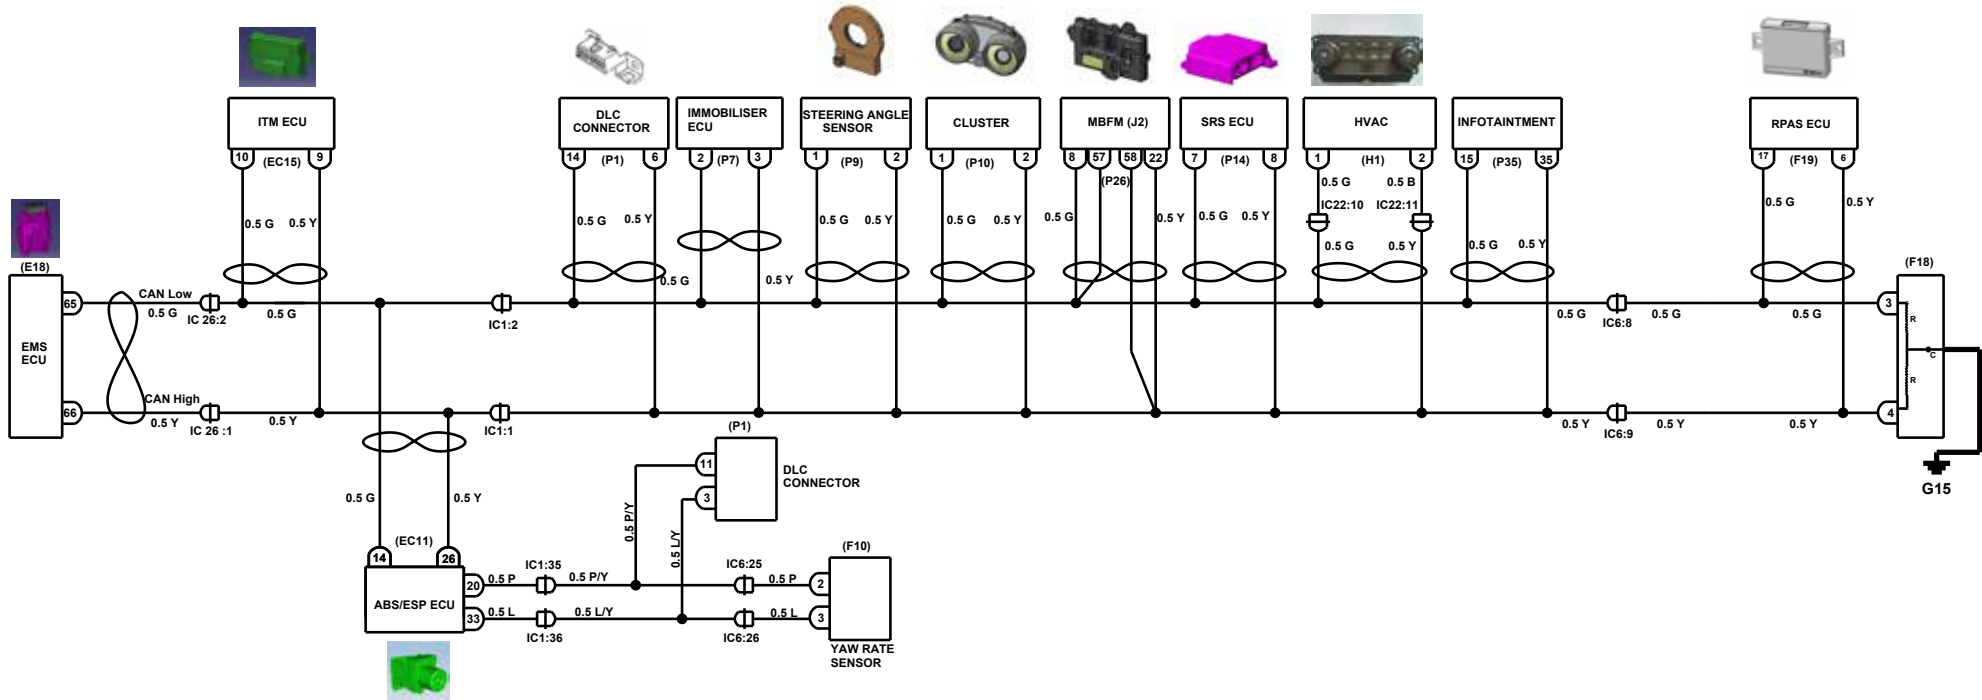 ITM ECU
10
(EC15)
9
DLC
CONNECTOR
14
(P1)
6
IMMOBILISER
ECU
2
(P7)
3
STEERING ANGLE
SENSOR
1
(P9)
2
CLUSTER
1
(P10)
2
MBFM (J2)
8
57
58
22
(P26)
SRS ECU
7
(P14)
8
HVAC
1
(H1)
2
INFOTAINTMENT
15
(P35)
35
RPAS ECU
17
(F19)
6
0.5 G
0.5 B
IC22:10
IC22:11
0.5 G
0.5 Y
0.5 G
0.5 Y
0.5 G
0.5 Y
0.5 G
0.5 Y
0.5 G
0.5 Y
0.5 G
0.5 Y
0.5 G
0.5 Y
0.5 G
0.5 Y
0.5 G
0.5 Y
0.5 G
0.5 Y
(E18)
EMS
ECU
65
66
CAN Low
0.5 G
IC 26:2
0.5 G
IC1:2
0.5 G
IC6:8
0.5 G
0.5 G
CAN High
0.5 Y
IC 26 :1
0.5 Y
IC1:1
0.5 Y
IC6:9
0.5 Y
0.5 Y
(F18)
3
R
C
R
4
G15
(P1)
11
3
DLC
CONNECTOR
0.5 G
0.5 Y
0.5 P/Y
0.5 L/Y
(EC11)
14
26
20
33
ABS/ESP ECU
0.5 P
IC1:35
0.5 P/Y
IC6:25
0.5 P
0.5 L
IC1:36
0.5 L/Y
IC6:26
0.5 L
(F10)
2
3
YAW RATE
SENSOR